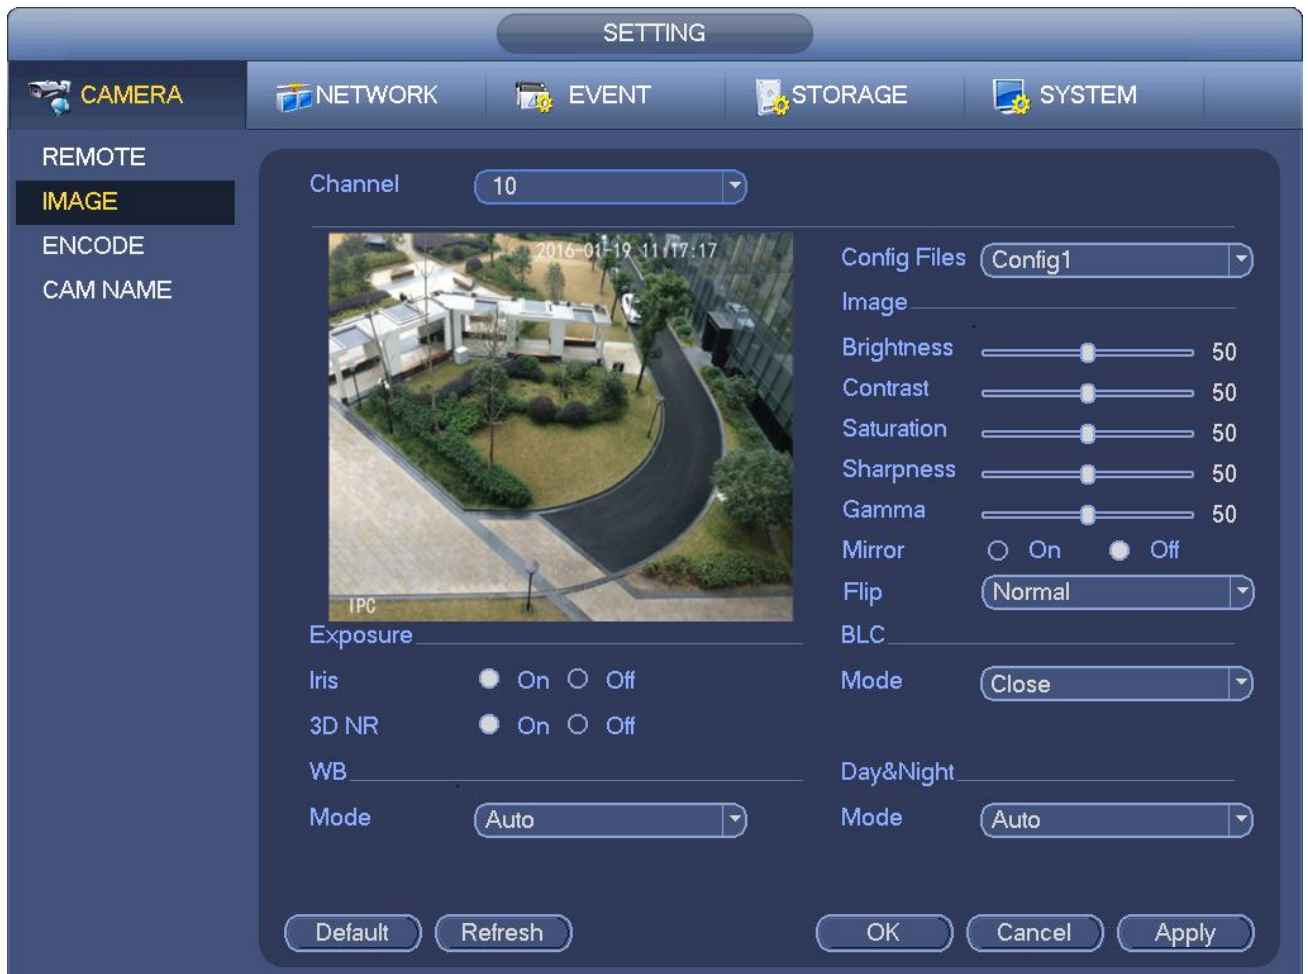 SETTING
CAMERA NETWORK EVENT STORAGE SYSTEM
REMOTE
IMAGE
ENCODE
CAM NAME
Channel 10
2016-01-19 11:17:17
IPC
Config Files Config1
Image
Brightness 50
Contrast 50
Saturation 50
Sharpness 50
Gamma 50
Mirror On Off
Flip Normal
Exposure
Iris On Off
3D NR On Off
BLC
Mode Close
WB
Mode Auto
Day&Night
Mode Auto
Default Refresh OK Cancel Apply